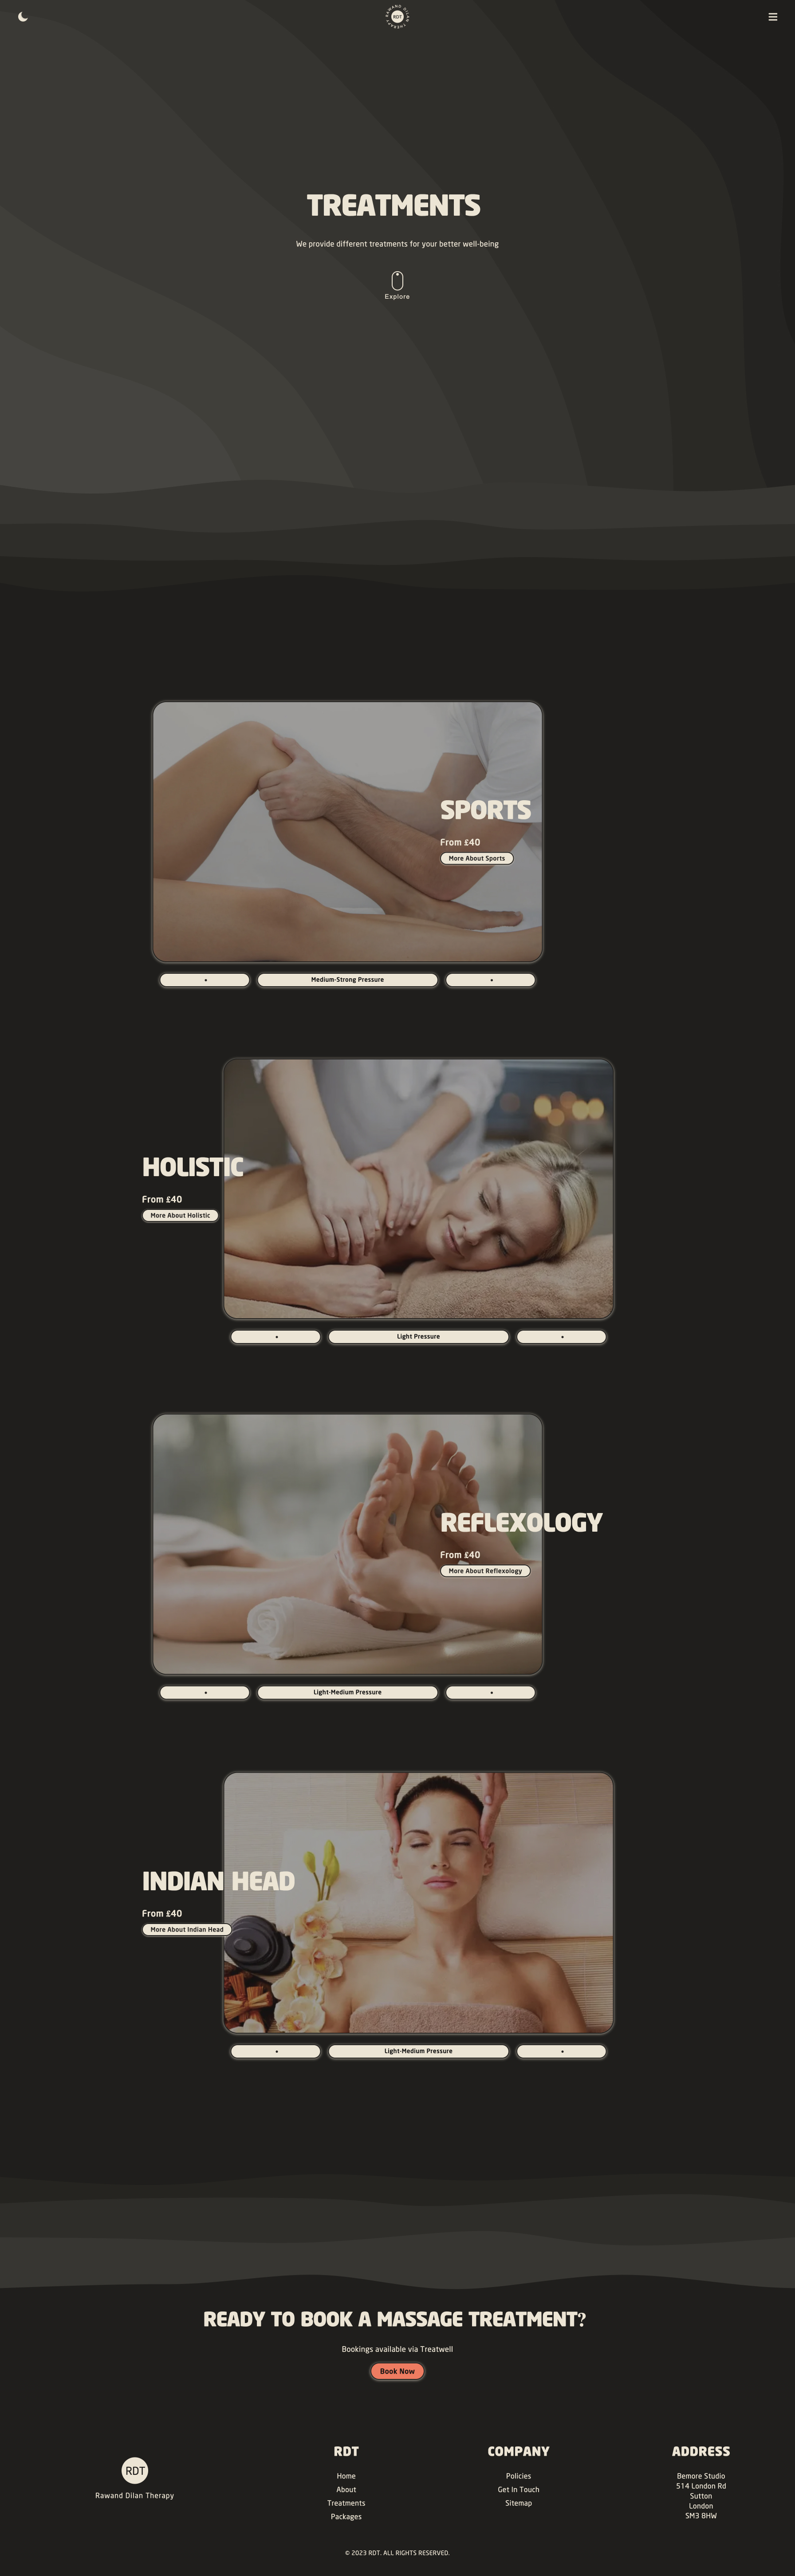 RAWAND DILAN THERAPY
RDT
TREATMENTS
We provide different treatments for your better well-being
Explore
SPORTS
From £40
More About Sports
• Medium-Strong Pressure •
HOLISTIC
From £40
More About Holistic
• Light Pressure •
REFLEXOLOGY
From £40
More About Reflexology
• Light-Medium Pressure •
INDIAN HEAD
From £40
More About Indian Head
• Light-Medium Pressure •
READY TO BOOK A MASSAGE TREATMENT?
Bookings available via Treatwell
Book Now
RDT
Rawand Dilan Therapy
RDT
Home
About
Treatments
Packages
COMPANY
Policies
Get In Touch
Sitemap
ADDRESS
Bemore Studio
514 London Rd
Sutton
London
SM3 8HW
© 2023 RDT. ALL RIGHTS RESERVED.